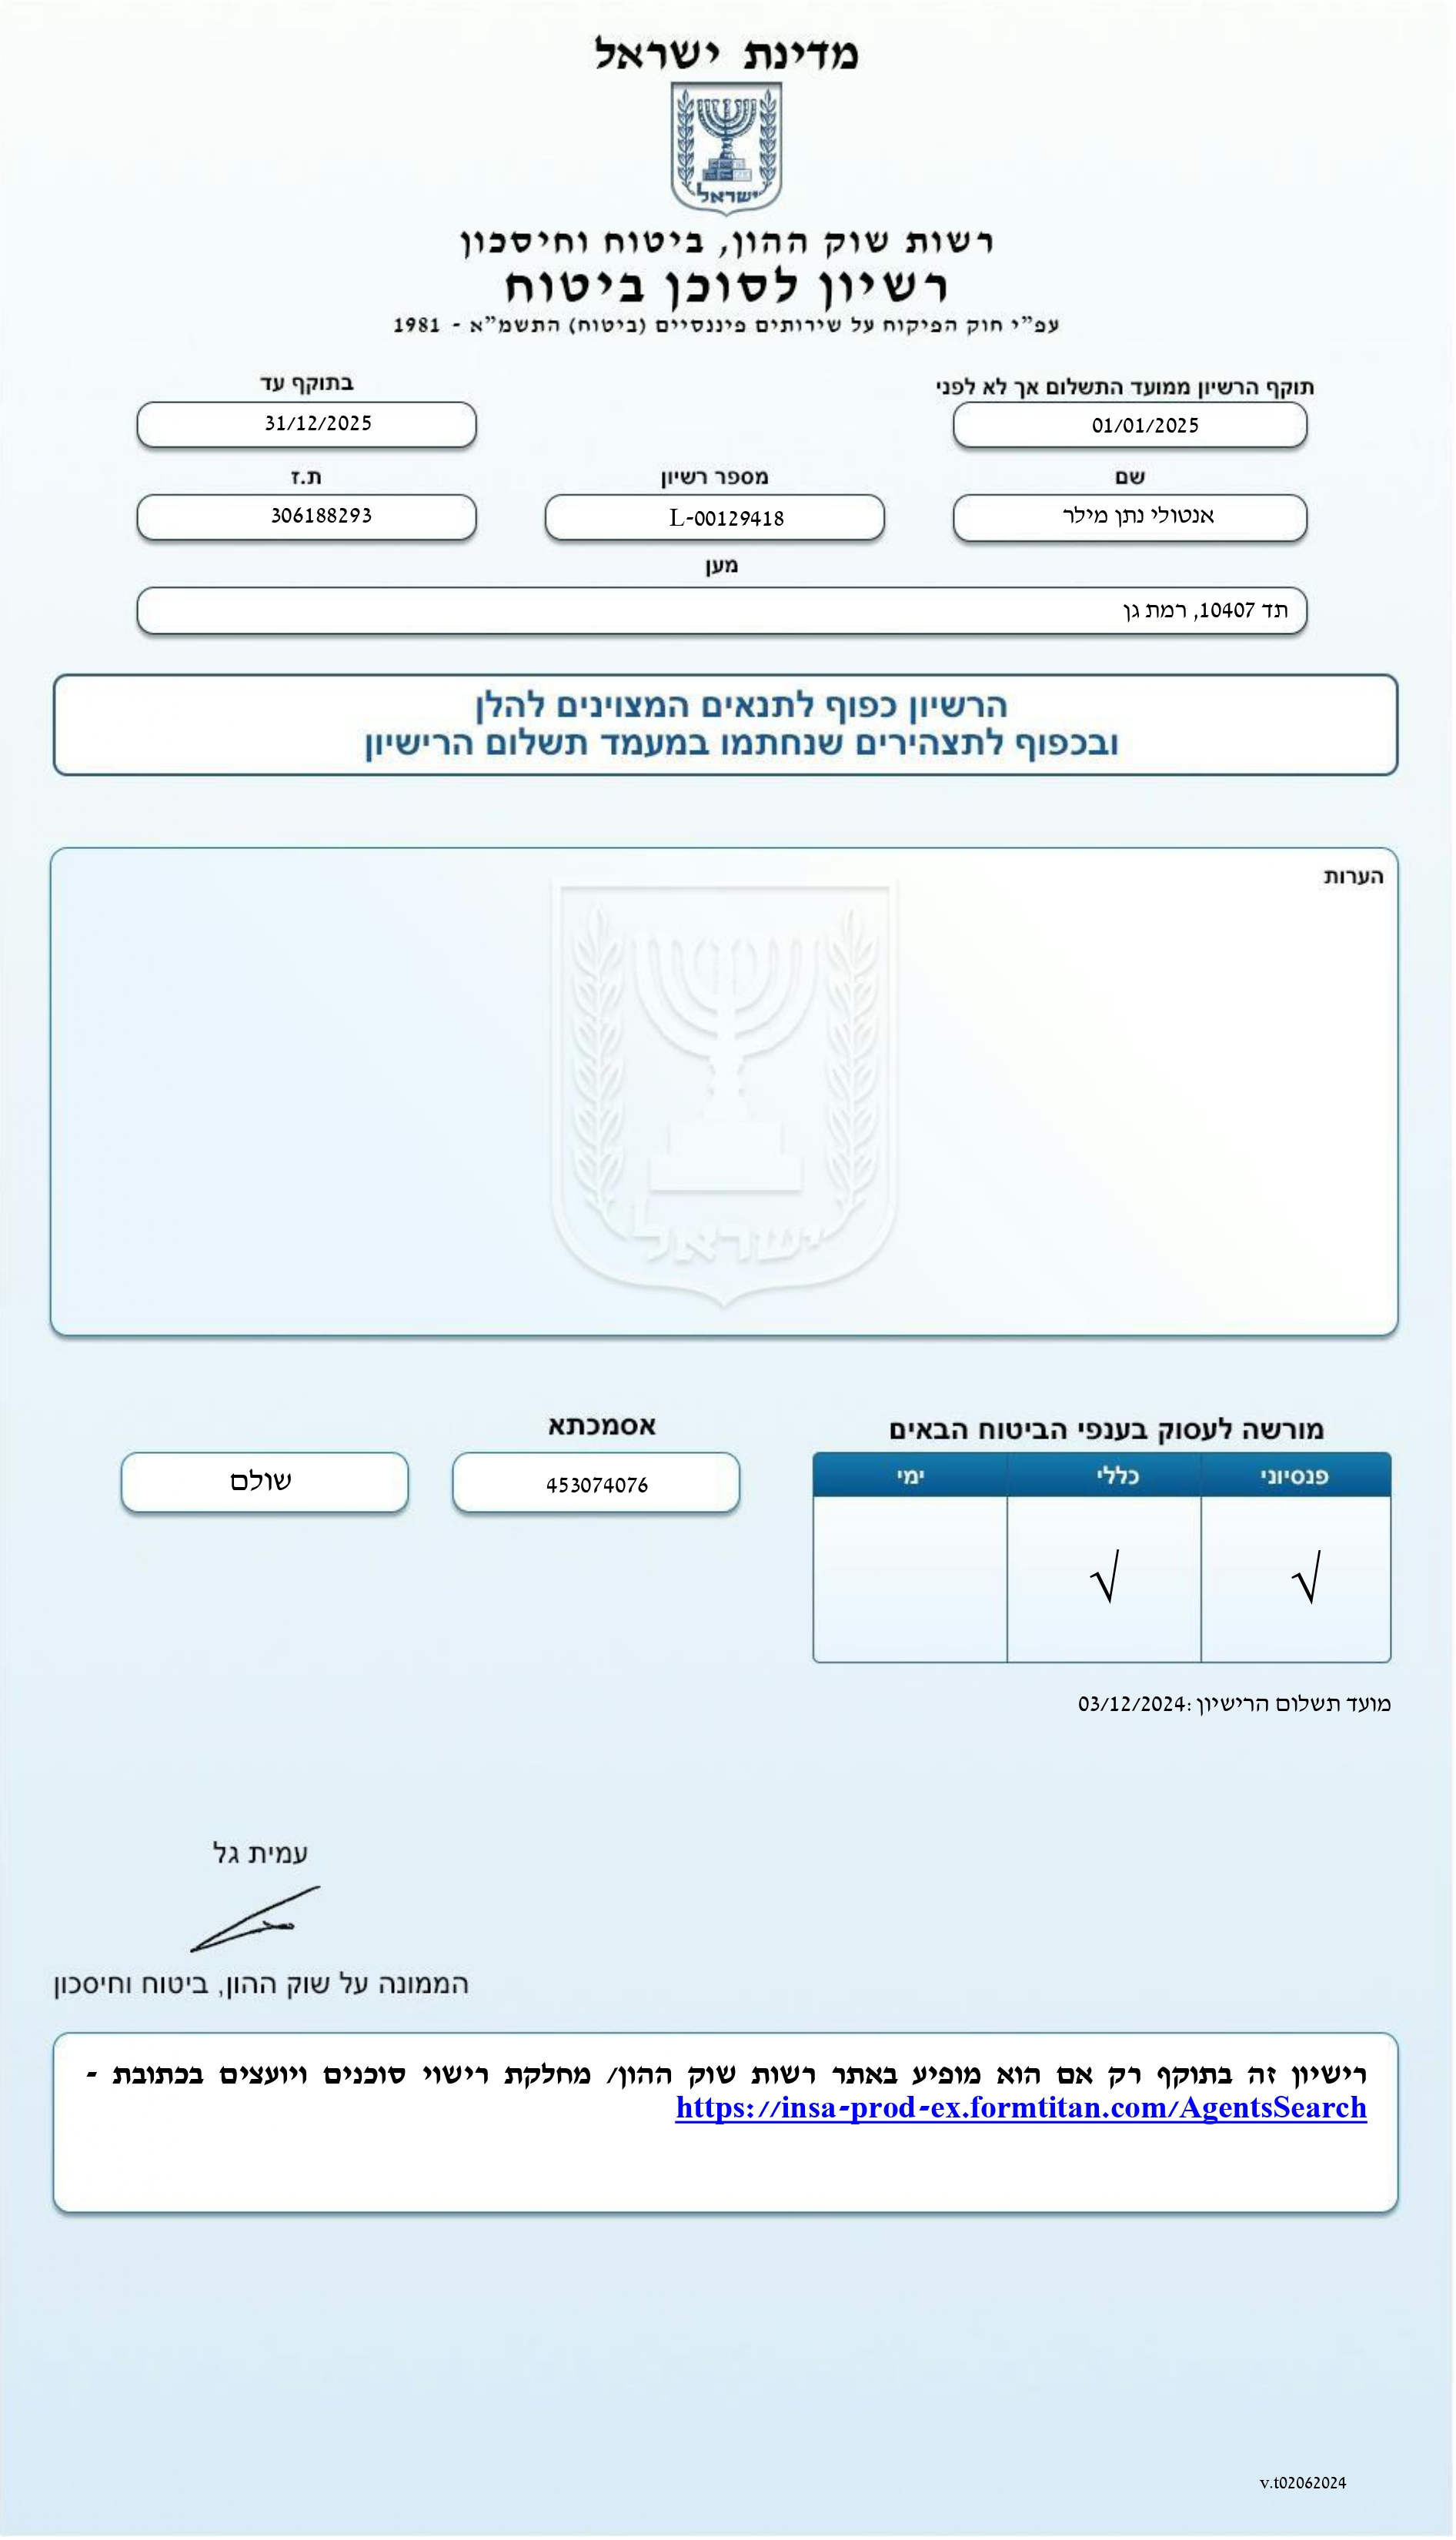 מדינת ישראל
ישראל
רשות שוק ההון, ביטוח וחיסכון
רשיון לסוכן ביטוח
עפ"י חוק הפיקוח על שירותים פיננסיים (ביטוח) התשמ"א - 1981
תוקף הרשיון ממועד התשלום אך לא לפני
בתוקף עד
01/01/2025
31/12/2025
שם
מספר רשיון
ת.ז
אנטולי נתן מילר
L-00129418
306188293
מען
תד 10407, רמת גן
הרשיון כפוף לתנאים המצוינים להלן
ובכפוף לתצהירים שנחתמו במעמד תשלום הרישיון
הערות
ישראל
מורשה לעסוק בענפי הביטוח הבאים
אסמכתא
פנסיוני
כללי
ימי
453074076
שולם
√ √
מועד תשלום הרישיון :03/12/2024
עמית גל
הממונה על שוק ההון, ביטוח וחיסכון
רישיון זה בתוקף רק אם הוא מופיע באתר רשות שוק ההון/ מחלקת רישוי סוכנים ויועצים בכתובת -
https://insa-prod-ex.formtitan.com/AgentsSearch
v.t02062024